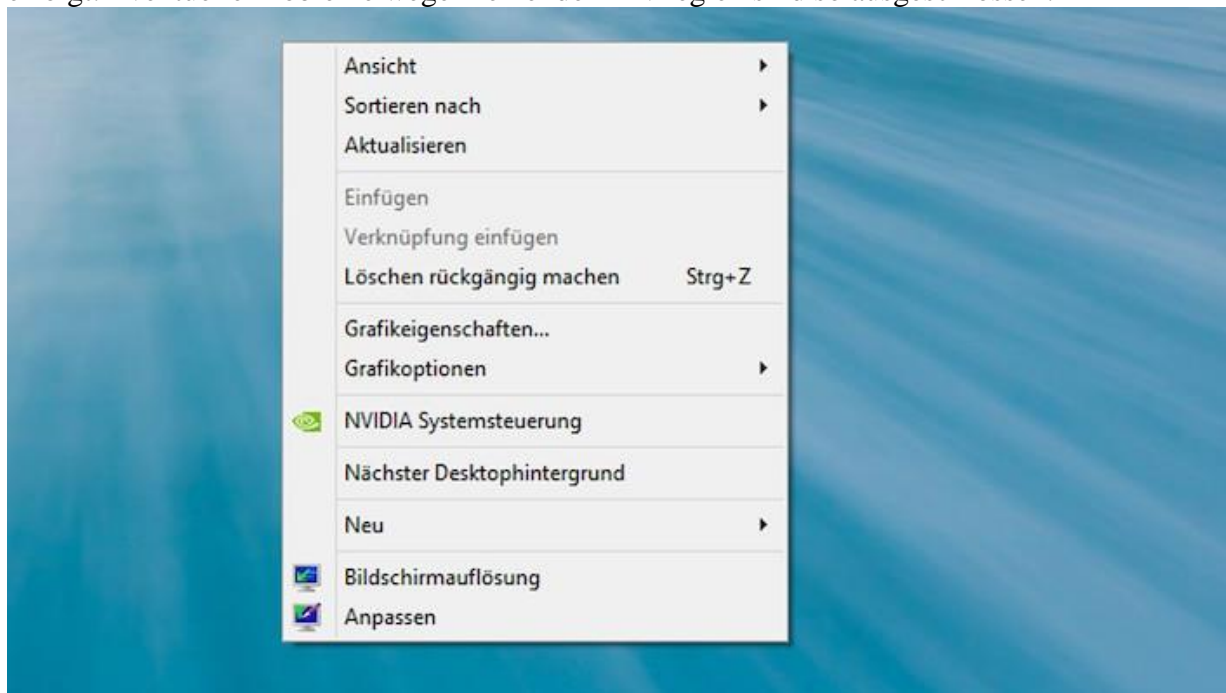 Ansicht
Sortieren nach
Aktualisieren
Einfügen
Verknüpfung einfügen
Löschen rückgängig machen Strg+Z
Grafikeigenschaften...
Grafikoptionen
NVIDIA Systemsteuerung
Nächster Desktophintergrund
Neu
Bildschirmauflösung
Anpassen